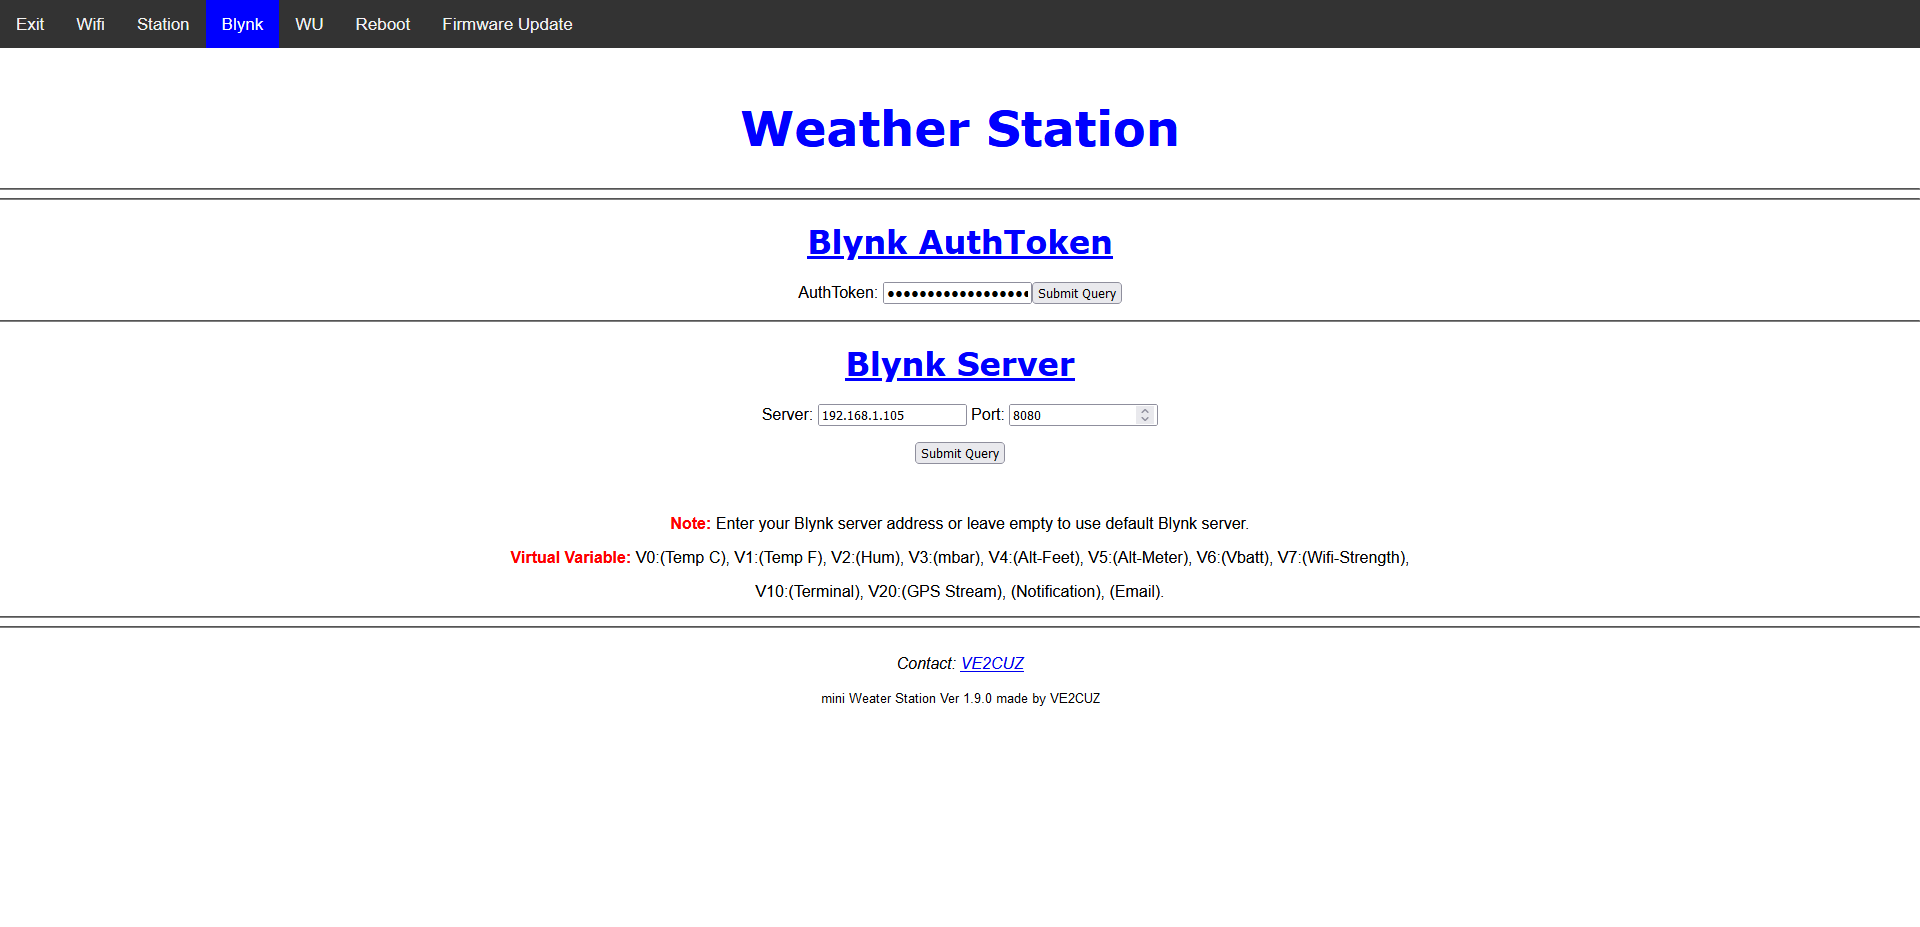 Exit Wifi Station Blynk WU Reboot Firmware Update
Weather Station
Blynk AuthToken
AuthToken: ●●●●●●●●●●●●●●●●●● Submit Query
Blynk Server
Server: 192.168.1.105 Port: 8080
Submit Query
Note: Enter your Blynk server address or leave empty to use default Blynk server.
Virtual Variable: V0:(Temp C), V1:(Temp F), V2:(Hum), V3:(mbar), V4:(Alt-Feet), V5:(Alt-Meter), V6:(Vbatt), V7:(Wifi-Strength),
V10:(Terminal), V20:(GPS Stream), (Notification), (Email).
Contact: VE2CUZ
mini Weater Station Ver 1.9.0 made by VE2CUZ